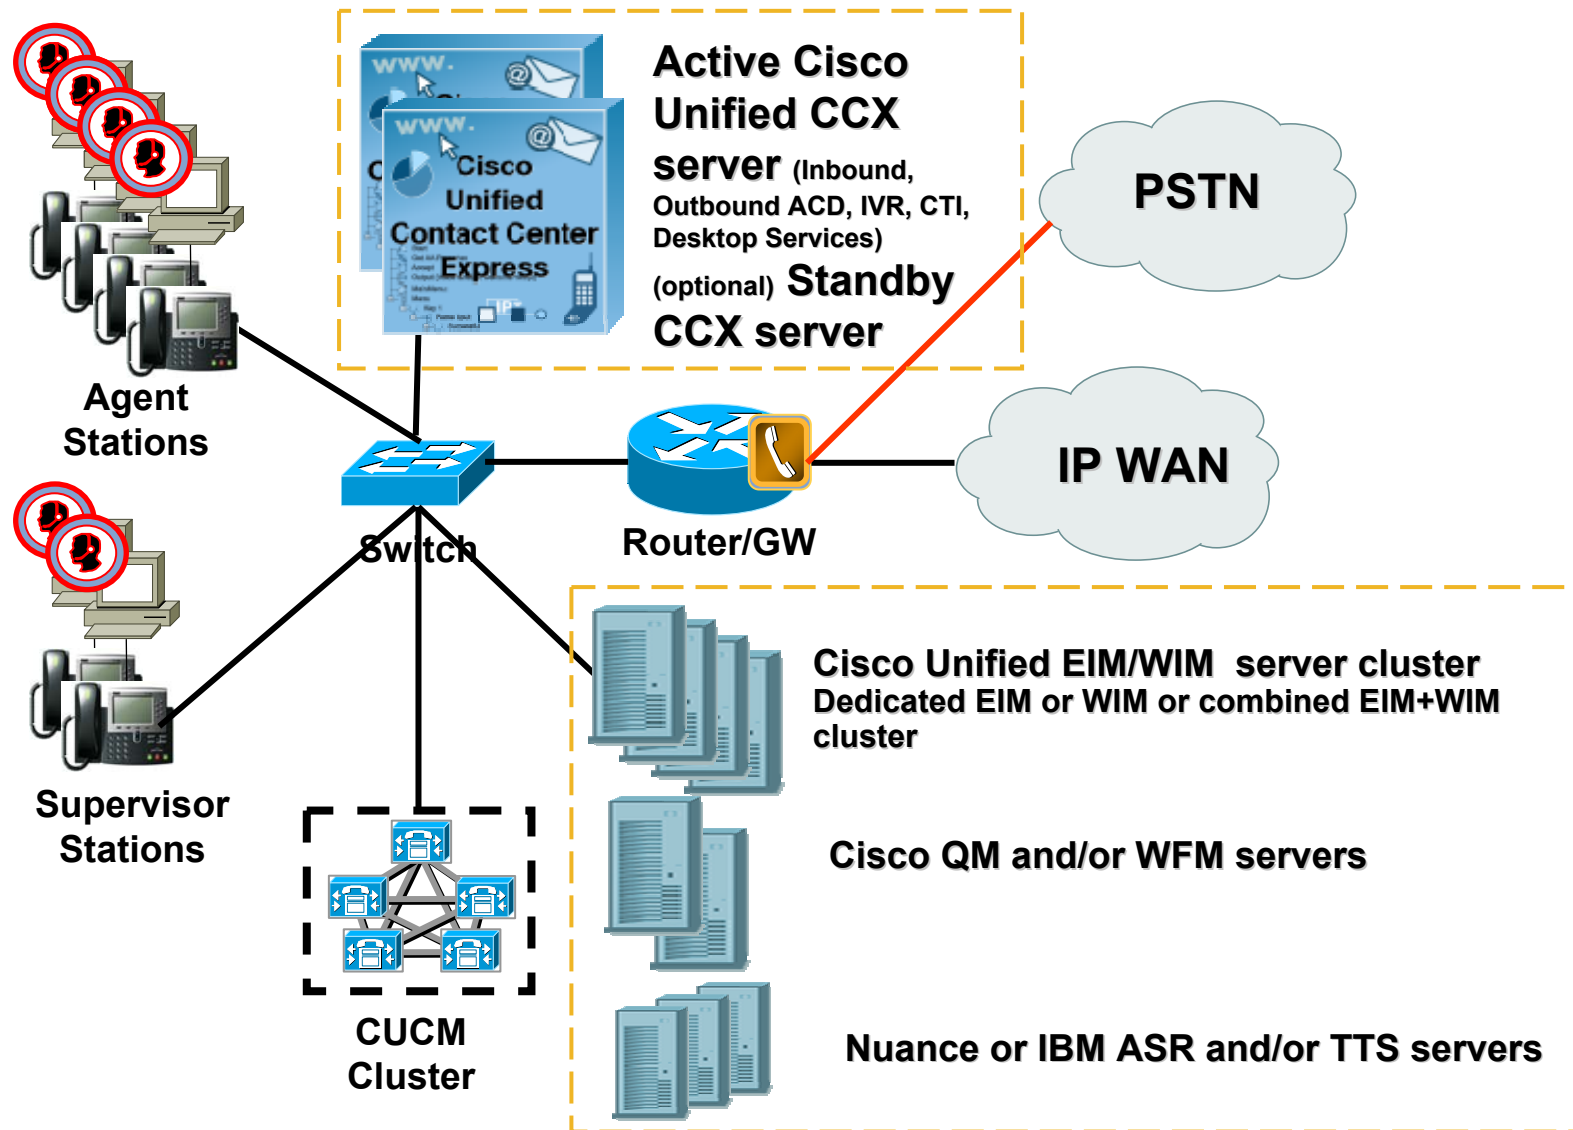 www.
www.
Cisco
Unified
Contact Center
Express
Active Cisco
Unified CCX
server (Inbound,
Outbound ACD, IVR, CTI,
Desktop Services)
(optional) Standby
CCX server
PSTN
Agent
Stations
IP WAN
Switch
Router/GW
Cisco Unified EIM/WIM server cluster
Dedicated EIM or WIM or combined EIM+WIM
cluster
Supervisor
Stations
Cisco QM and/or WFM servers
CUCM
Cluster
Nuance or IBM ASR and/or TTS servers